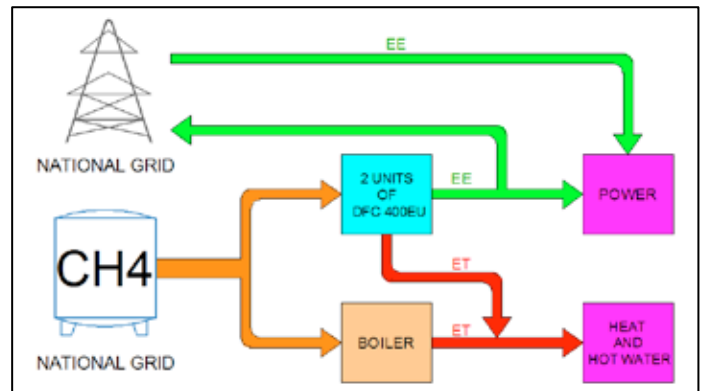 EE
NATIONAL GRID
2 UNITS
OF
DFC 400EU
EE
POWER
CH4
ET
BOILER
ET
HEAT
AND
HOT WATER
NATIONAL GRID